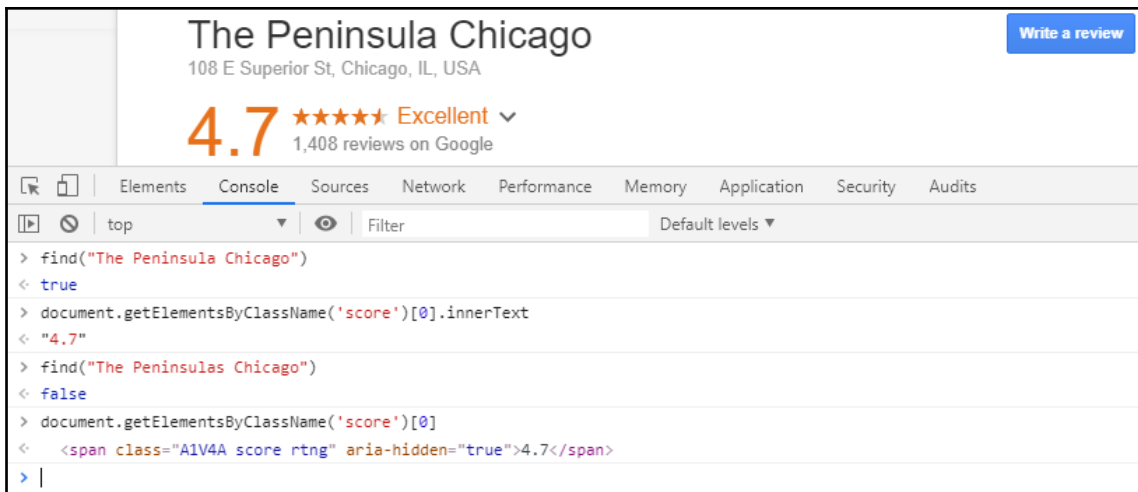 The Peninsula Chicago
Write a review
108 E Superior St, Chicago, IL, USA
4.7 ★★★★★ Excellent
1,408 reviews on Google
Elements Console Sources Network Performance Memory Application Security Audits
top Filter Default levels ▼
> find("The Peninsula Chicago")
true
> document.getElementsByClassName('score')[0].innerText
"4.7"
> find("The Peninsulas Chicago")
false
> document.getElementsByClassName('score')[0]
<span class="A1V4A score rtng" aria-hidden="true">4.7</span>
>